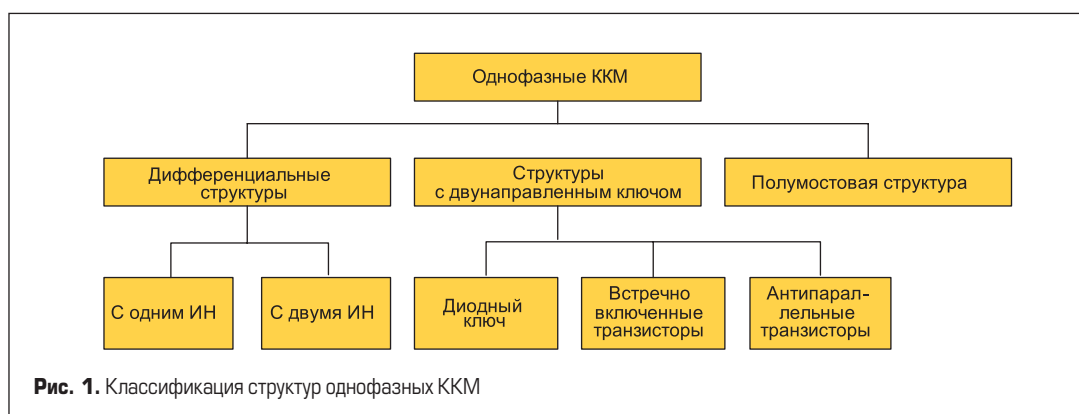 Однофазные ККМ
Дифференциальные
структуры
Структуры
с двунаправленным ключом
Полумостовая структура
С одним ИН
С двумя ИН
Диодный
ключ
Встречно
включенные
транзисторы
Антипарал-
лельные
транзисторы
Рис. 1. Классификация структур однофазных ККМ